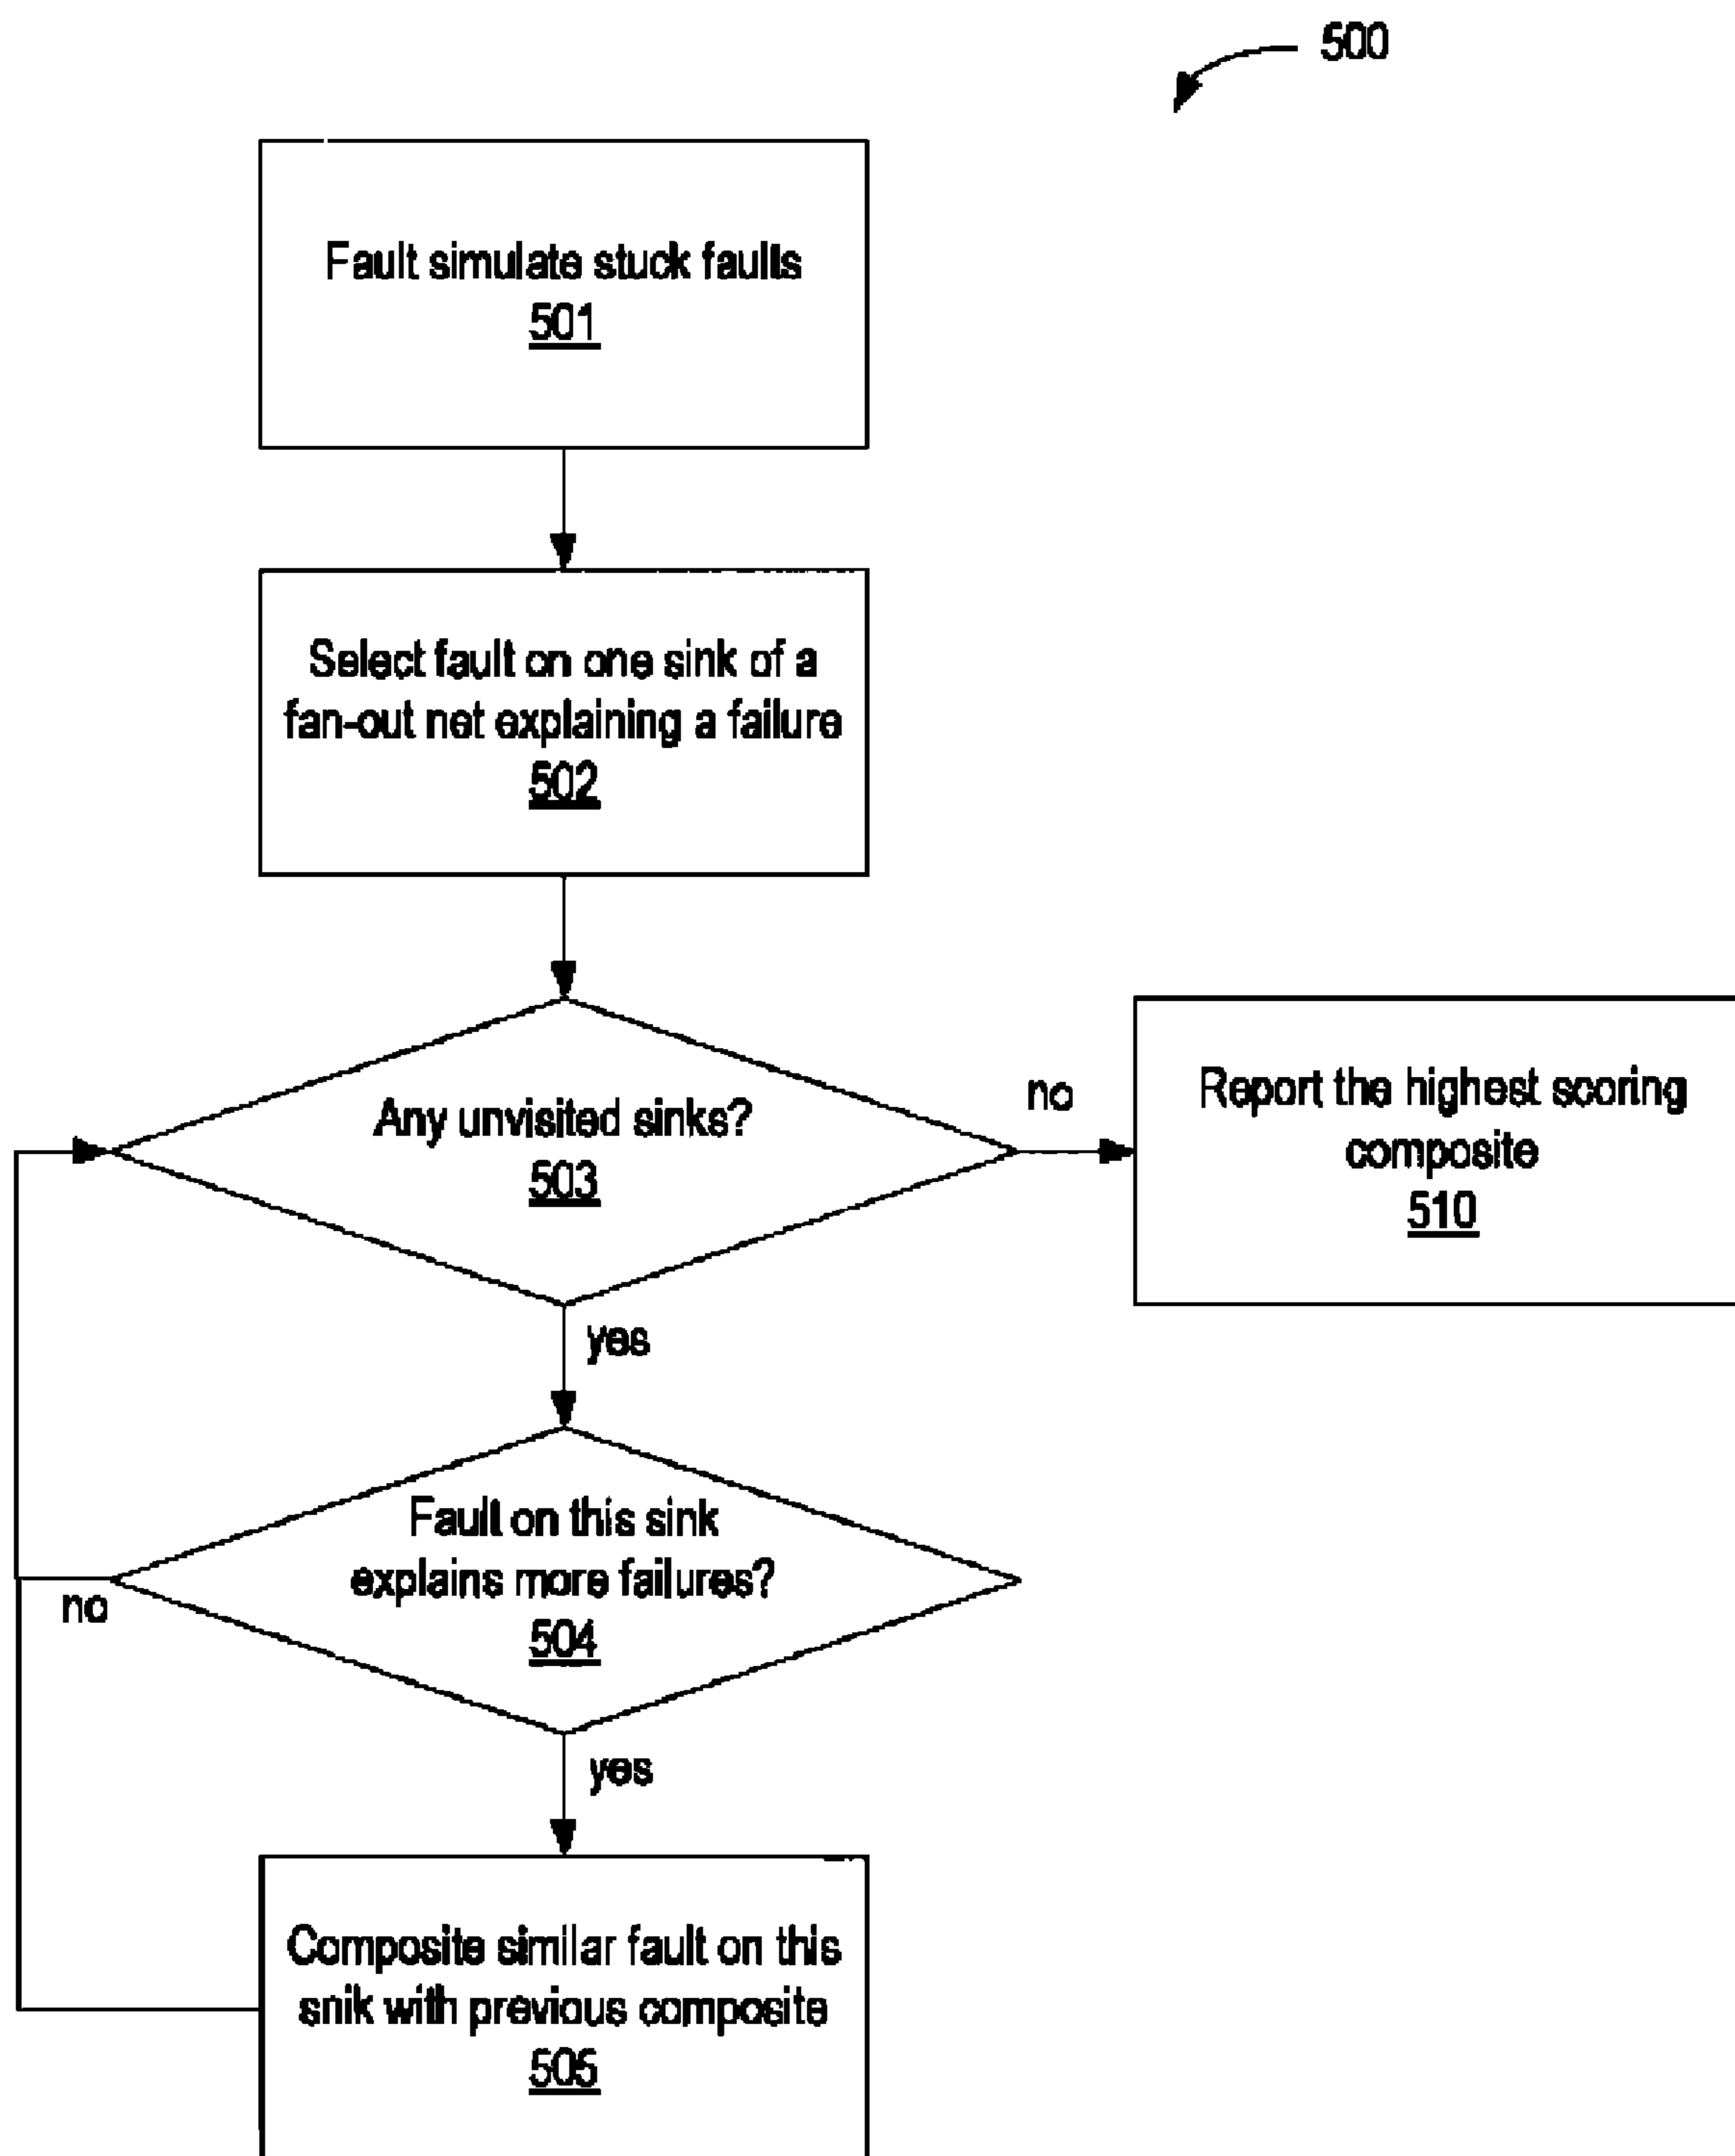 500
Fault simulate stuck faults
501
Select fault on one sink of a
fan-out net explaining a failure
502
Any unvisited sinks?
503
no
Report the highest scoring
composite
510
yes
Fault on this sink
explains more failures?
504
no
yes
Composite similar fault on this
snik with previous composite
505